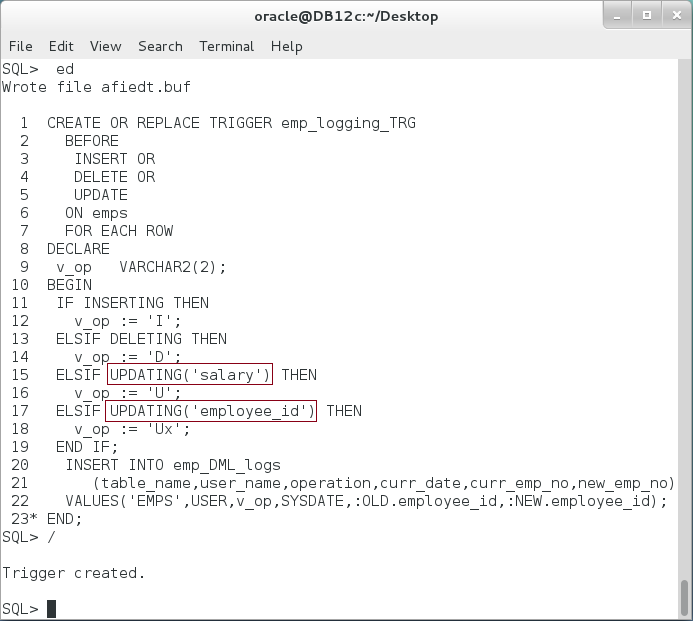 oracle@DB12c:~/Desktop
File Edit View Search Terminal Help
SQL> ed
Wrote file afiedt.buf
1 CREATE OR REPLACE TRIGGER emp_logging_TRG
2 BEFORE
3 INSERT OR
4 DELETE OR
5 UPDATE
6 ON emps
7 FOR EACH ROW
8 DECLARE
9 v_op VARCHAR2(2);
10 BEGIN
11 IF INSERTING THEN
12 v_op := 'I';
13 ELSIF DELETING THEN
14 v_op := 'D';
15 ELSIF UPDATING('salary') THEN
16 v_op := 'U';
17 ELSIF UPDATING('employee_id') THEN
18 v_op := 'Ux';
19 END IF;
20 INSERT INTO emp_DML_logs
21 (table_name,user_name,operation,curr_date,curr_emp_no,new_emp_no)
22 VALUES('EMPS',USER,v_op,SYSDATE,:OLD.employee_id,:NEW.employee_id);
23* END;
SQL> /
Trigger created.
SQL>